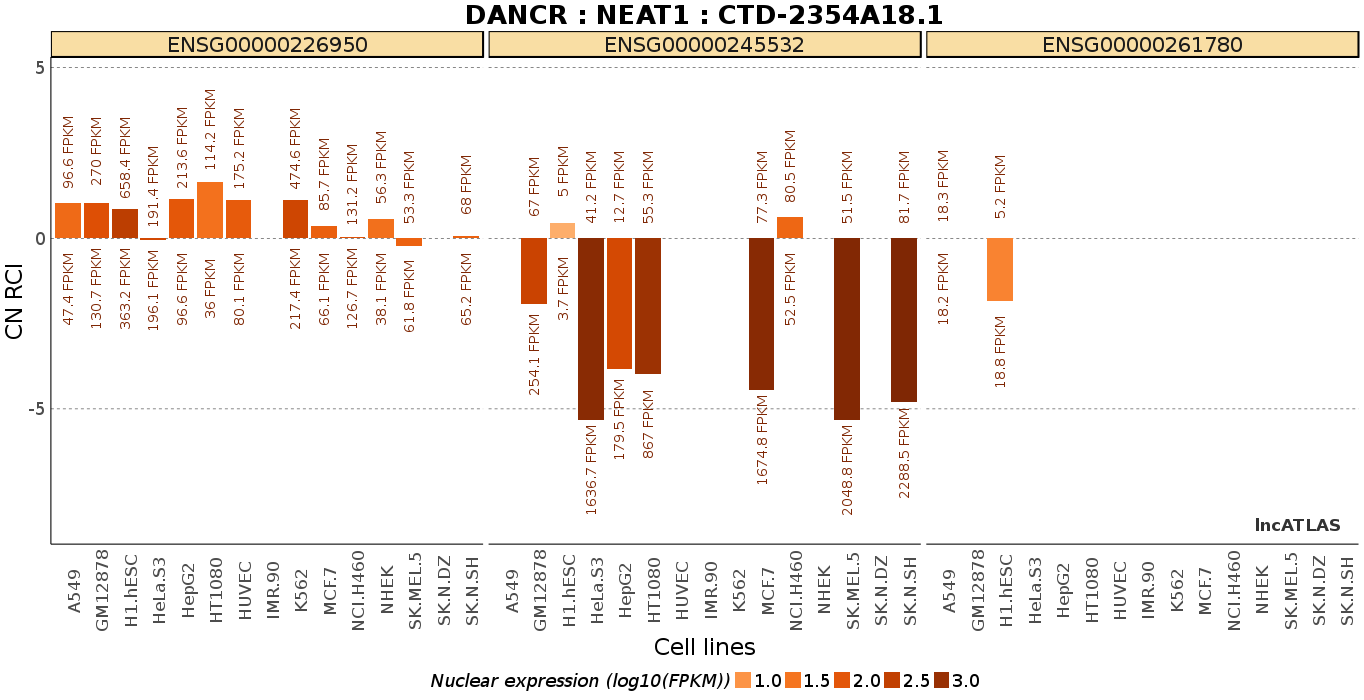 DANCR : NEAT1 : CTD-2354A18.1
ENSG00000226950 ENSG00000245532 ENSG00000261780
CN RCI
5
0
-5
96.6 FPKM 270 FPKM 658.4 FPKM 191.4 FPKM 213.6 FPKM 114.2 FPKM 175.2 FPKM 474.6 FPKM 85.7 FPKM 131.2 FPKM 56.3 FPKM 53.3 FPKM 68 FPKM
47.4 FPKM 130.7 FPKM 363.2 FPKM 196.1 FPKM 96.6 FPKM 36 FPKM 80.1 FPKM 217.4 FPKM 66.1 FPKM 126.7 FPKM 38.1 FPKM 61.8 FPKM 65.2 FPKM
67 FPKM 5 FPKM 41.2 FPKM 12.7 FPKM 55.3 FPKM 77.3 FPKM 80.5 FPKM 51.5 FPKM 81.7 FPKM
254.1 FPKM 3.7 FPKM 1636.7 FPKM 179.5 FPKM 867 FPKM 1674.8 FPKM 52.5 FPKM 2048.8 FPKM 2288.5 FPKM
18.3 FPKM 5.2 FPKM
18.2 FPKM 18.8 FPKM
lncATLAS
A549 GM12878 H1.hESC HeLa.S3 HepG2 HT1080 HUVEC IMR.90 K562 MCF.7 NCI.H460 NHEK SK.MEL.5 SK.N.DZ SK.N.SH
A549 GM12878 H1.hESC HeLa.S3 HepG2 HT1080 HUVEC IMR.90 K562 MCF.7 NCI.H460 NHEK SK.MEL.5 SK.N.DZ SK.N.SH
A549 GM12878 H1.hESC HeLa.S3 HepG2 HT1080 HUVEC IMR.90 K562 MCF.7 NCI.H460 NHEK SK.MEL.5 SK.N.DZ SK.N.SH
Cell lines
Nuclear expression (log10(FPKM)) 1.0 1.5 2.0 2.5 3.0